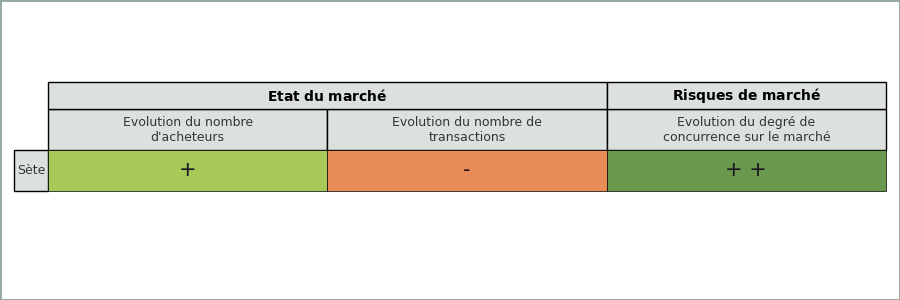 Etat du marché
Risques de marché
Evolution du nombre
d'acheteurs
Evolution du nombre de
transactions
Evolution du degré de
concurrence sur le marché
Sète
+
-
+ +